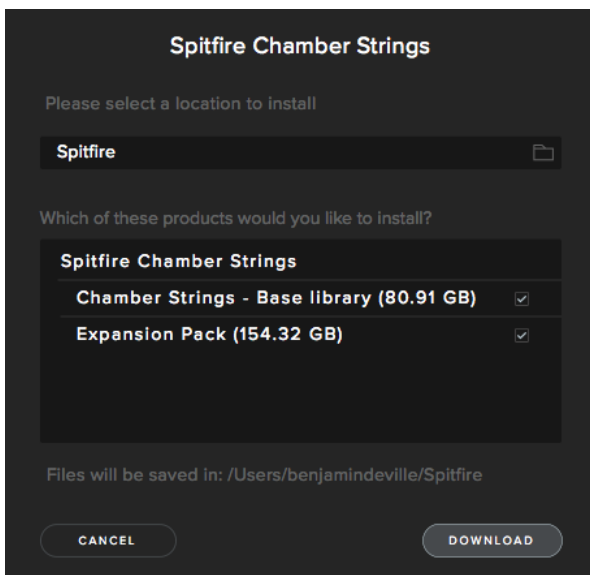 Spitfire Chamber Strings
Please select a location to install
Spitfire
Which of these products would you like to install?
Spitfire Chamber Strings
Chamber Strings - Base library (80.91 GB)
Expansion Pack (154.32 GB)
Files will be saved in: /Users/benjamindeville/Spitfire
CANCEL
DOWNLOAD